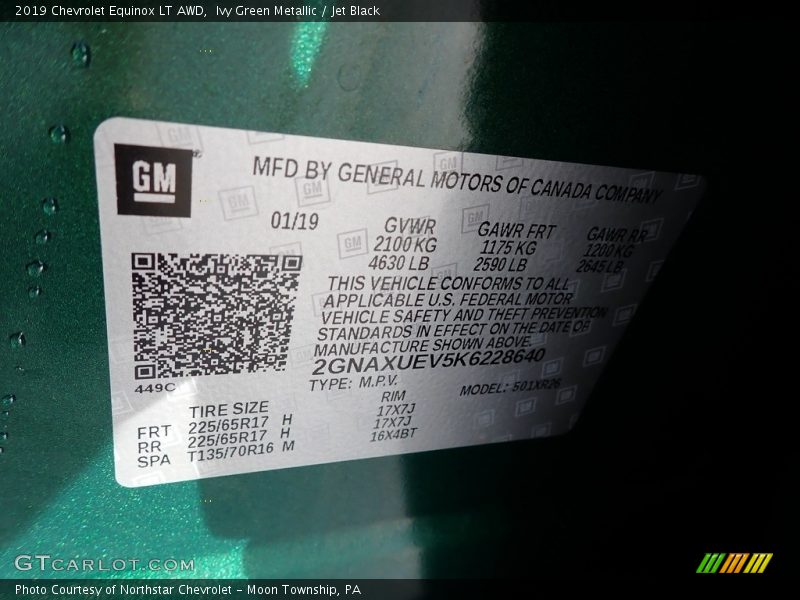 2019 Chevrolet Equinox LT AWD, Ivy Green Metallic / Jet Black
GM
MFD BY GENERAL MOTORS OF CANADA COMPANY
01/19
GVWR GAWR FRT GAWR RR
2100 KG 1175 KG 1200 KG
4630 LB 2590 LB 2645 LB
THIS VEHICLE CONFORMS TO ALL
APPLICABLE U.S. FEDERAL MOTOR
VEHICLE SAFETY AND THEFT PREVENTION
STANDARDS IN EFFECT ON THE DATE OF
MANUFACTURE SHOWN ABOVE.
2GNAXUEV5K6228640
TYPE: M.P.V. MODEL: 501XR26
449C
TIRE SIZE RIM
FRT 225/65R17 H 17X7J
RR 225/65R17 H 17X7J
SPA T135/70R16 M 16X4BT
GTCARLOT.COM
Photo Courtesy of Northstar Chevrolet - Moon Township, PA